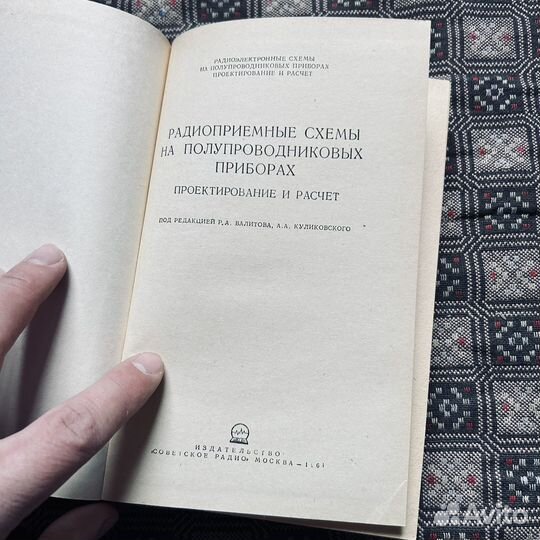 РАДИОЭЛЕКТРОННЫЕ СХЕМЫ
НА ПОЛУПРОВОДНИКОВЫХ ПРИБОРАХ
ПРОЕКТИРОВАНИЕ И РАСЧЕТ
РАДИОПРИЕМНЫЕ СХЕМЫ
НА ПОЛУПРОВОДНИКОВЫХ
ПРИБОРАХ
ПРОЕКТИРОВАНИЕ И РАСЧЕТ
ПОД РЕДАКЦИЕЙ Р.А. ВАЛИТОВА, А.А. КУЛИКОВСКОГО
ИЗДАТЕЛЬСТВО
«СОВЕТСКОЕ РАДИО» МОСКВА —
Avito